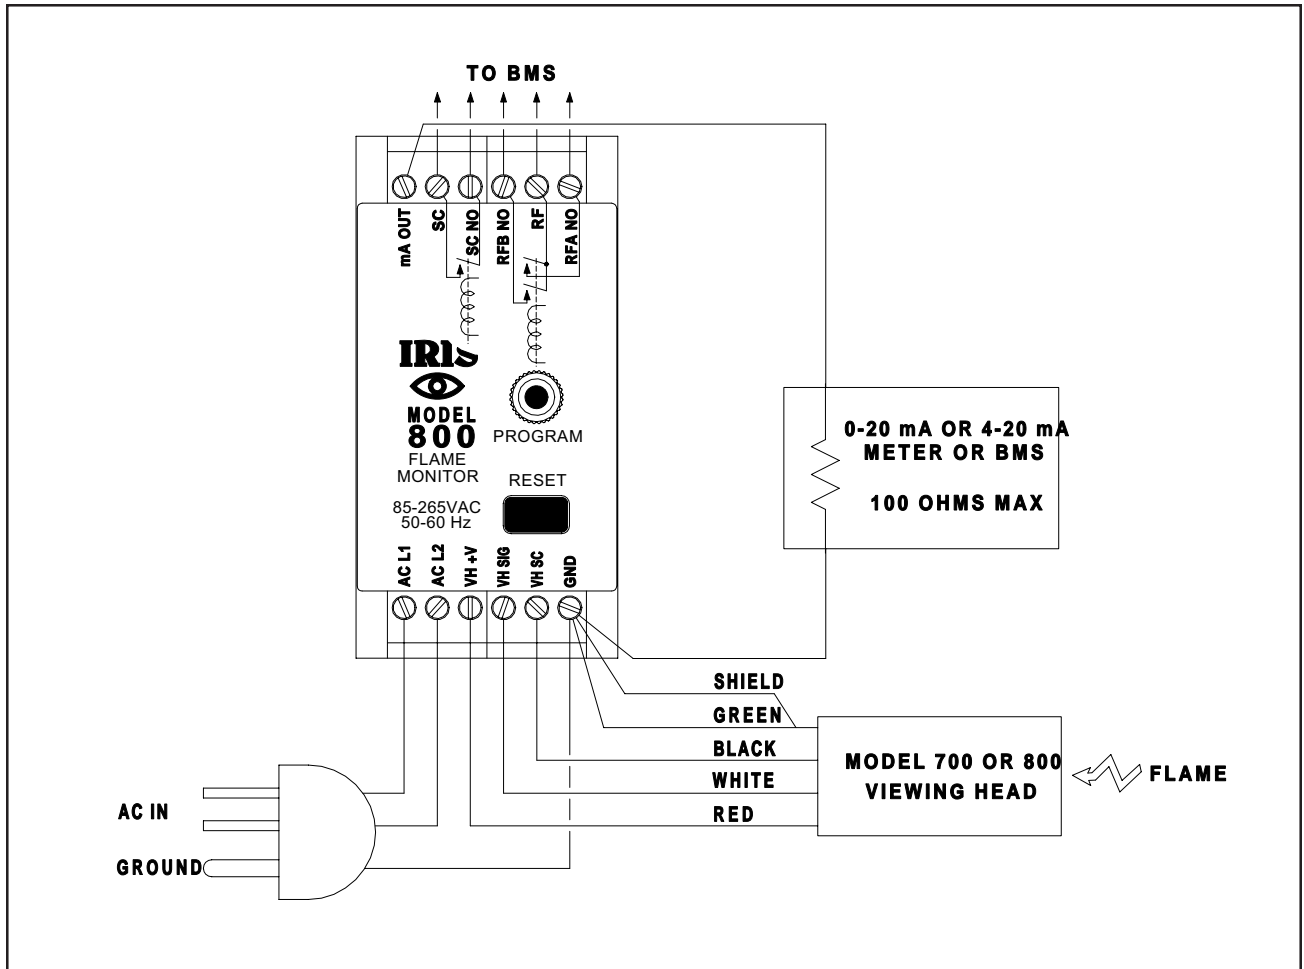 TO BMS
mA OUT
SC
SC NO
RFB NO
RF
RFA NO
IRIS
MODEL
800
FLAME
MONITOR
PROGRAM
RESET
85-265VAC
50-60 Hz
AC L1
AC L2
VH +V
VH SIG
VH SC
GND
0-20 mA OR 4-20 mA
METER OR BMS
100 OHMS MAX
SHIELD
GREEN
BLACK
WHITE
RED
MODEL 700 OR 800
VIEWING HEAD
FLAME
AC IN
GROUND